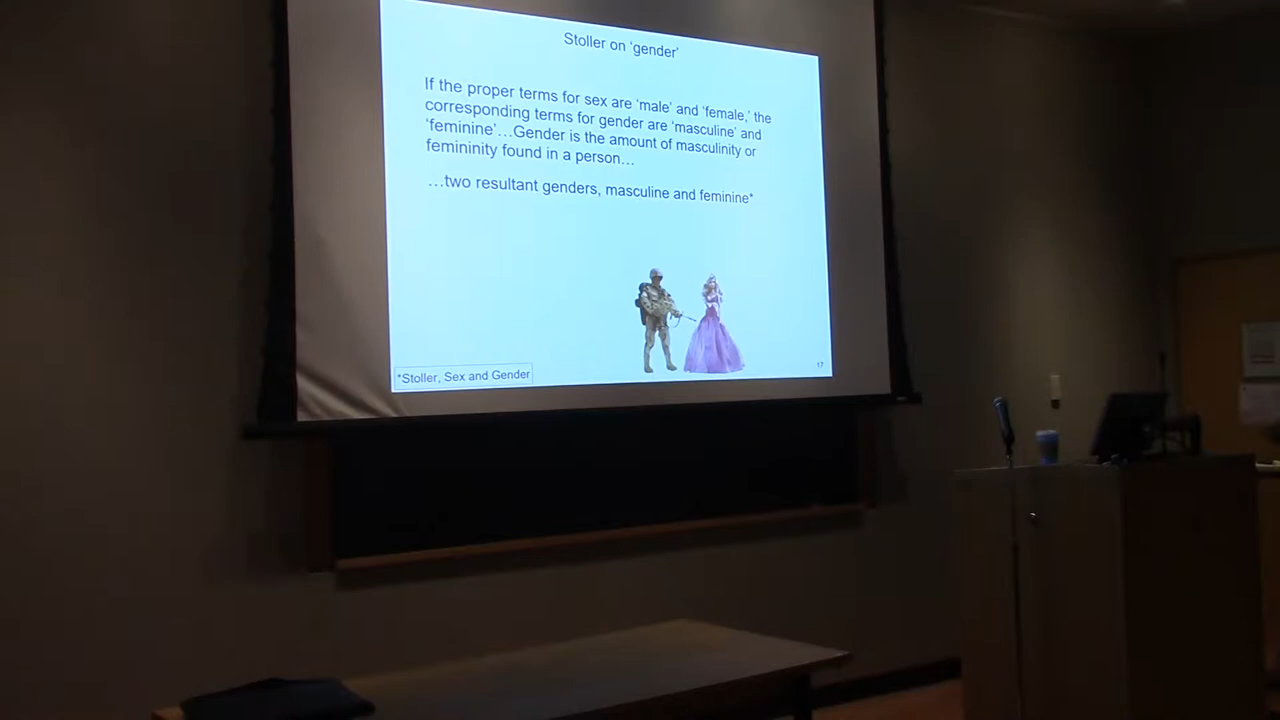 Stoller on 'gender'
If the proper terms for sex are 'male' and 'female,' the
corresponding terms for gender are 'masculine' and
'feminine'…Gender is the amount of masculinity or
femininity found in a person…
…two resultant genders, masculine and feminine*
*Stoller, Sex and Gender
17